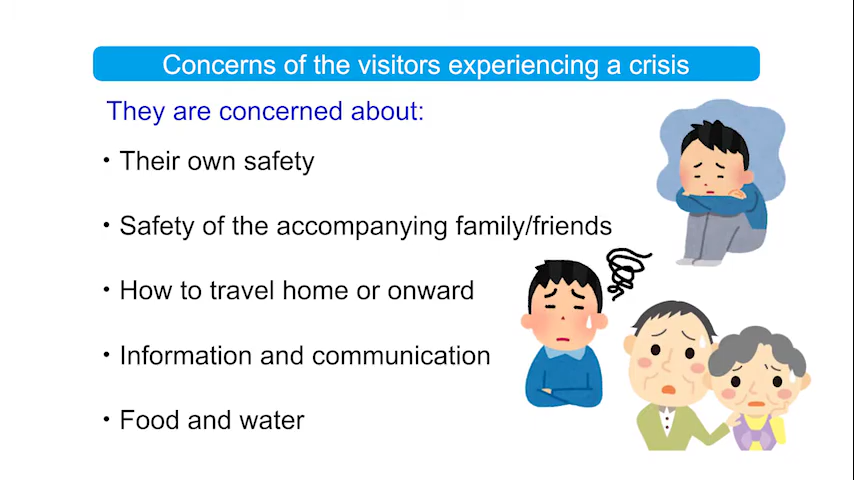 Concerns of the visitors experiencing a crisis
They are concerned about:
• Their own safety
• Safety of the accompanying family/friends
• How to travel home or onward
• Information and communication
• Food and water